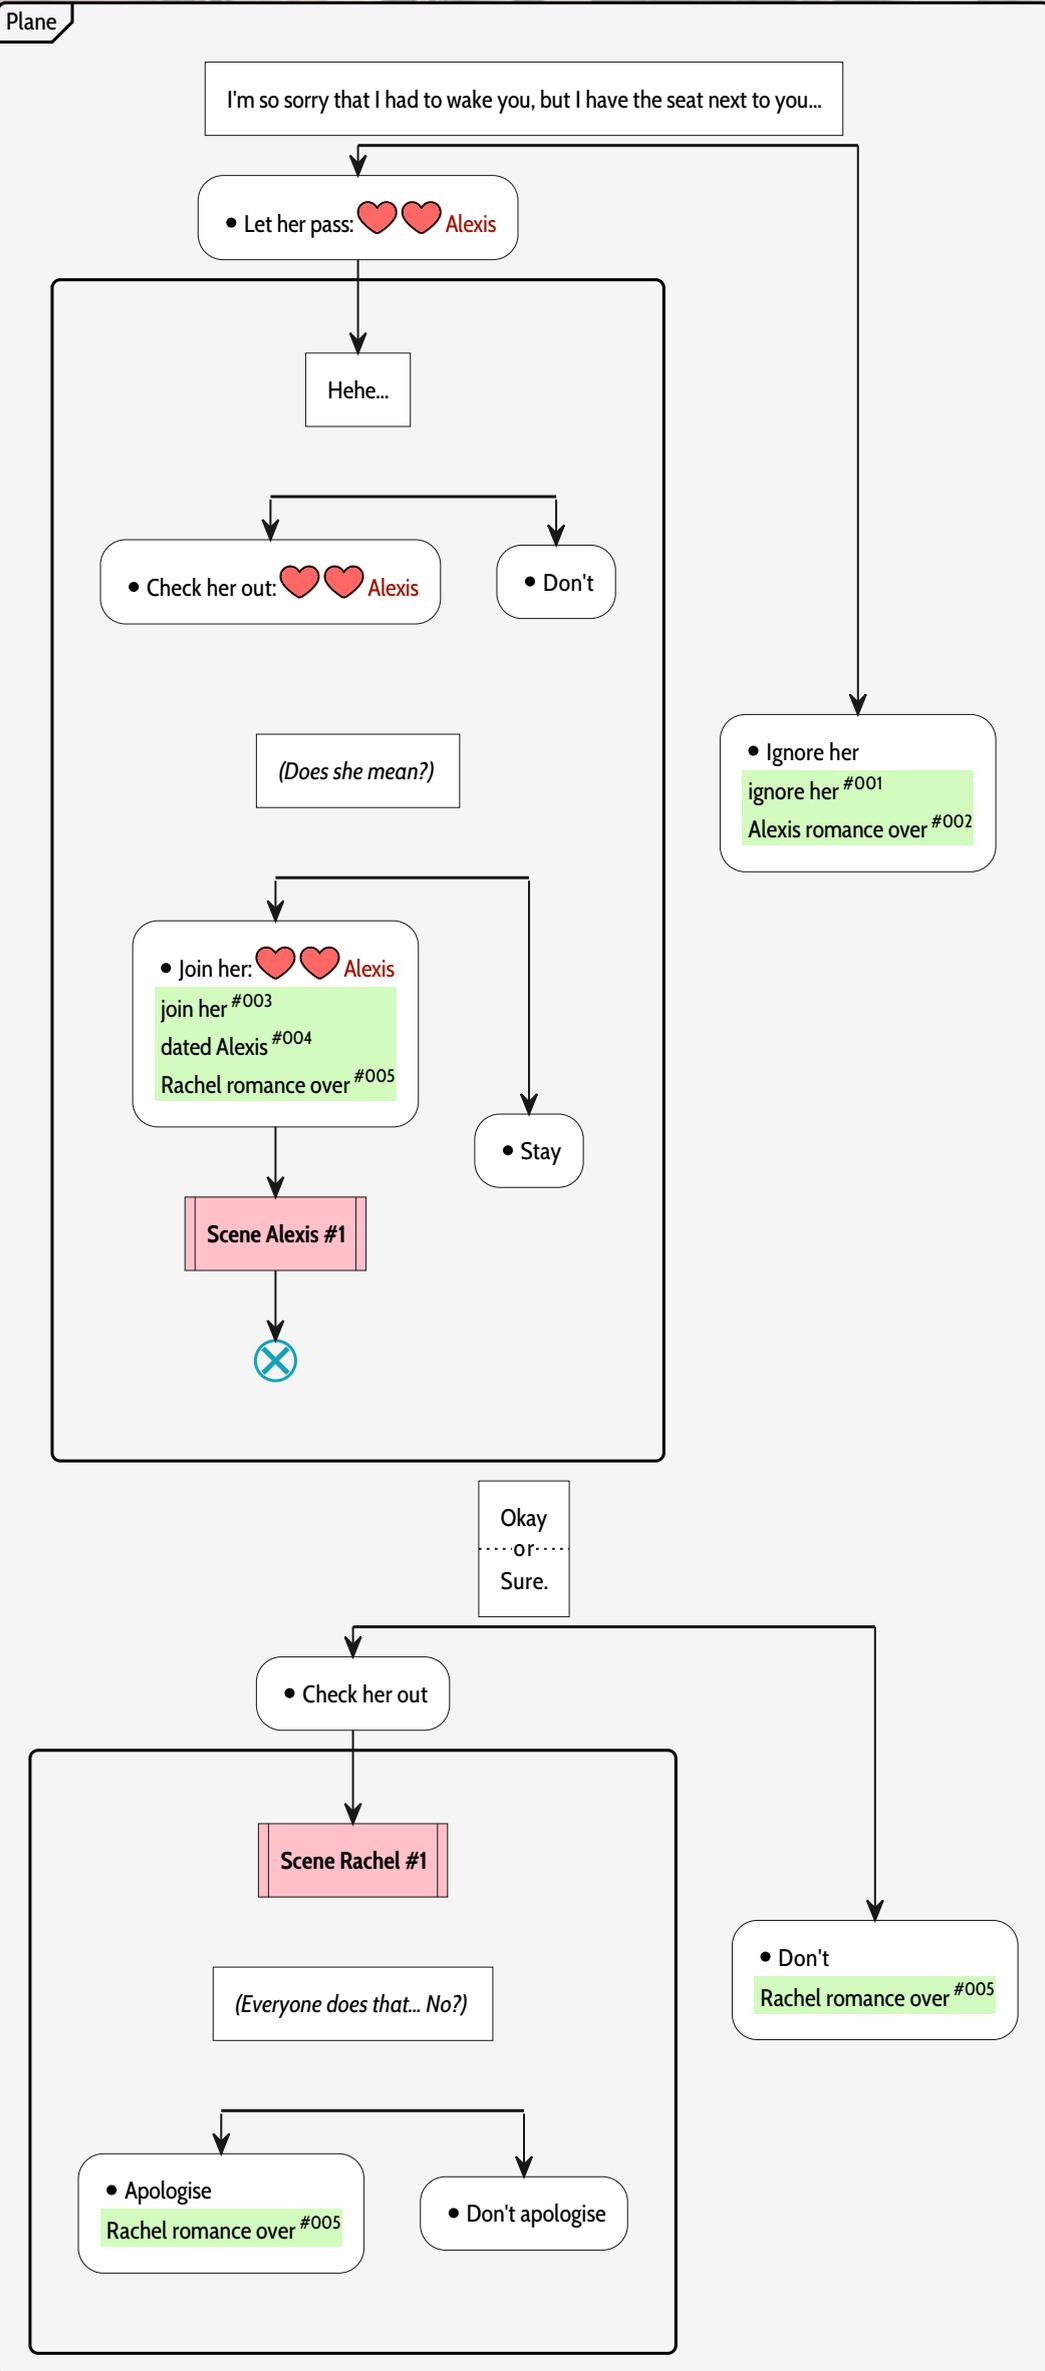 Plane
I'm so sorry that I had to wake you, but I have the seat next to you...
• Let her pass: Alexis
Hehe...
• Check her out: Alexis
• Don't
(Does she mean?)
• Ignore her
ignore her #001
Alexis romance over #002
• Join her: Alexis
join her #003
dated Alexis #004
Rachel romance over #005
• Stay
Scene Alexis #1
Okay
or
Sure.
• Check her out
Scene Rachel #1
• Don't
Rachel romance over #005
(Everyone does that... No?)
• Apologise
Rachel romance over #005
• Don't apologise